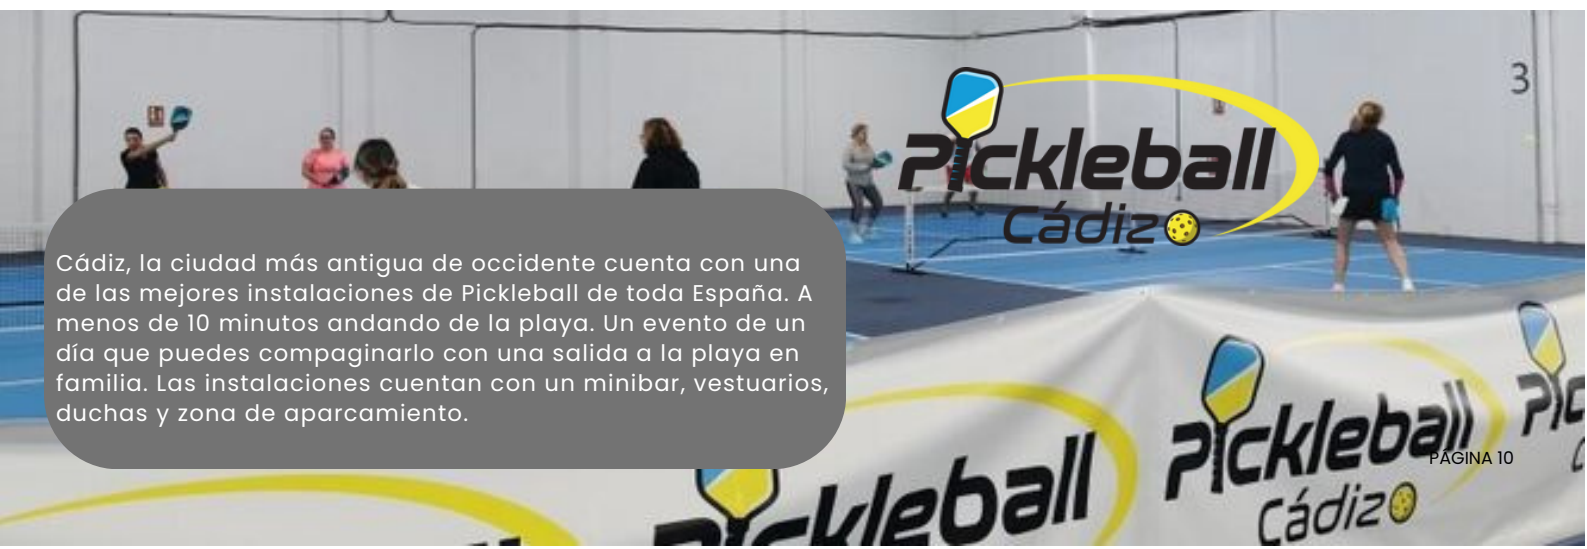 3
Pickleball
Cádiz
Cádiz, la ciudad más antigua de occidente cuenta con una
de las mejores instalaciones de Pickleball de toda España. A
menos de 10 minutos andando de la playa. Un evento de un
día que puedes compaginarlo con una salida a la playa en
familia. Las instalaciones cuentan con un minibar, vestuarios,
duchas y zona de aparcamiento.
Pickleball
Pickleball
Cádiz
PÁGINA 10